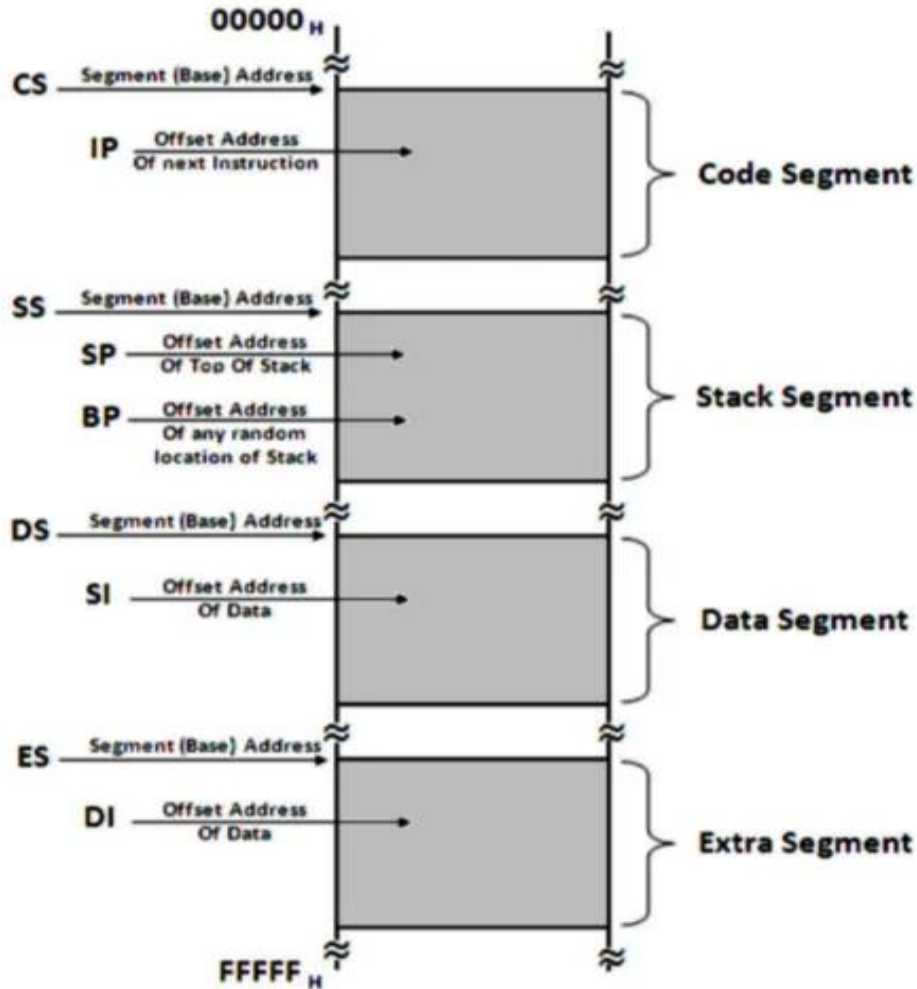 00000 H
CS Segment (Base) Address
IP Offset Address
Of next Instruction
Code Segment
SS Segment (Base) Address
SP Offset Address
Of Top Of Stack
BP Offset Address
Of any random
location of Stack
Stack Segment
DS Segment (Base) Address
SI Offset Address
Of Data
Data Segment
ES Segment (Base) Address
DI Offset Address
Of Data
Extra Segment
FFFFF H